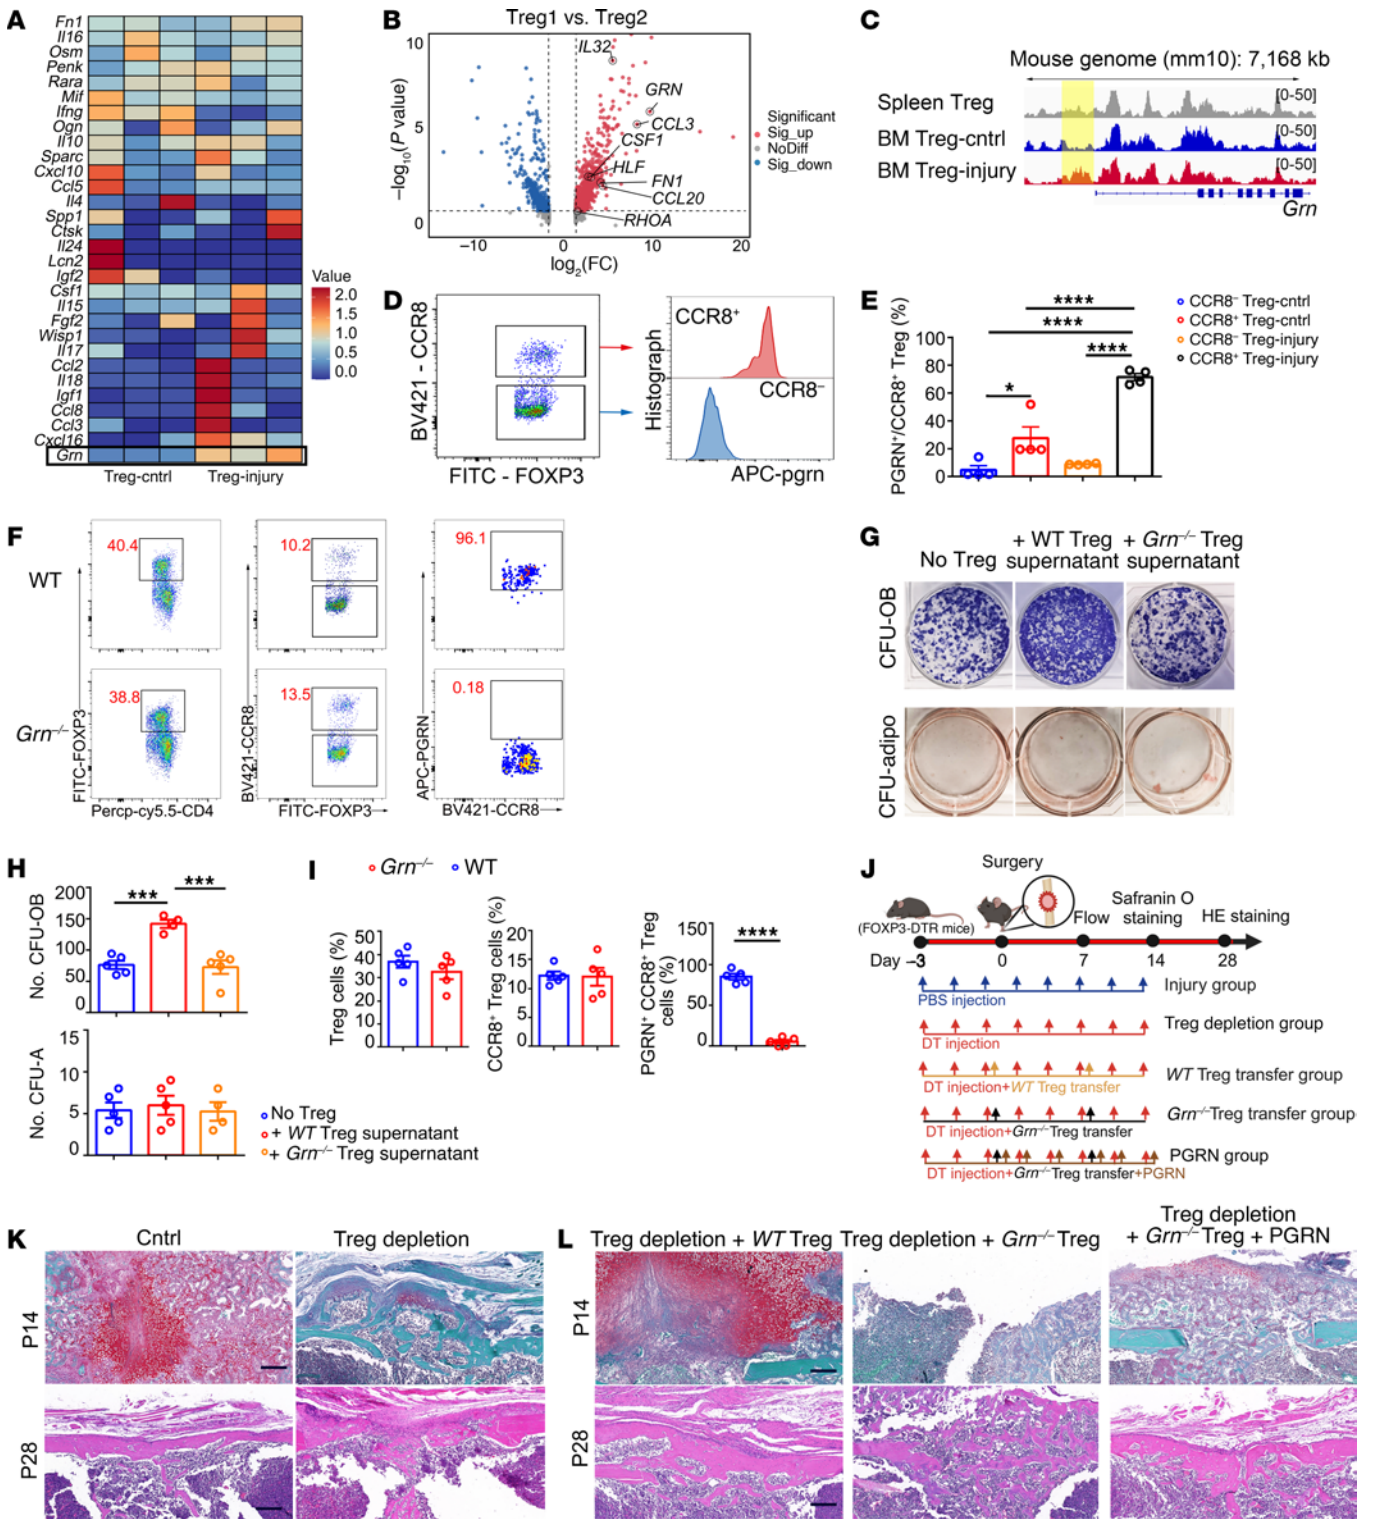 A
Fn1
Il16
Osm
Penk
Rara
Mif
Ifng
Ogn
Il10
Sparc
Cxcl10
Ccl5
Il4
Spp1
Ctsk
Il24
Lcn2
Igf2
Csf1
Il15
Fgf2
Wisp1
Il17
Ccl2
Il18
Igf1
Ccl8
Ccl3
Cxcl16
Grn
Treg-cntrl Treg-injury
Value
2.0
1.5
1.0
0.5
0.0
B
Treg1 vs. Treg2
–log10(P value)
10
5
0
–10 0 10 20
log2(FC)
IL32
GRN
CCL3
CSF1
HLF
FN1
CCL20
RHOA
Significant
Sig_up
NoDiff
Sig_down
C
Mouse genome (mm10): 7,168 kb
Spleen Treg [0-50]
BM Treg-cntrl [0-50]
BM Treg-injury [0-50]
Grn
D
BV421 - CCR8
FITC - FOXP3
Histograph
CCR8+
CCR8–
APC-pgrn
E
PGRN+/CCR8+ Treg (%)
100
80
60
40
20
0
*
****
****
****
CCR8– Treg-cntrl
CCR8+ Treg-cntrl
CCR8– Treg-injury
CCR8+ Treg-injury
F
WT
40.4
10.2
96.1
Grn–/–
38.8
13.5
0.18
FITC-FOXP3
Percp-cy5.5-CD4
BV421-CCR8
FITC-FOXP3
APC-PGRN
BV421-CCR8
G
No Treg
+ WT Treg
supernatant
+ Grn–/– Treg
supernatant
CFU-OB
CFU-adipo
H
No. CFU-OB
200
150
100
50
0
***
***
No. CFU-A
15
10
5
0
No Treg
+ WT Treg supernatant
+ Grn–/– Treg supernatant
I
Grn–/– WT
Treg cells (%)
50
40
30
20
10
0
CCR8+ Treg cells (%)
20
15
10
5
0
PGRN+ CCR8+ Treg
cells (%)
150
100
50
0
****
J
Surgery
(FOXP3-DTR mice)
Flow
Safranin O
staining
HE staining
Day –3 0 7 14 28
PBS injection
Injury group
DT injection
Treg depletion group
DT injection+WT Treg transfer
WT Treg transfer group
DT injection+Grn–/–Treg transfer
Grn–/–Treg transfer group
DT injection+Grn–/–Treg transfer+PGRN
PGRN group
K
Cntrl
Treg depletion
P14
P28
L
Treg depletion + WT Treg
Treg depletion + Grn–/– Treg
Treg depletion
+ Grn–/– Treg + PGRN
P14
P28